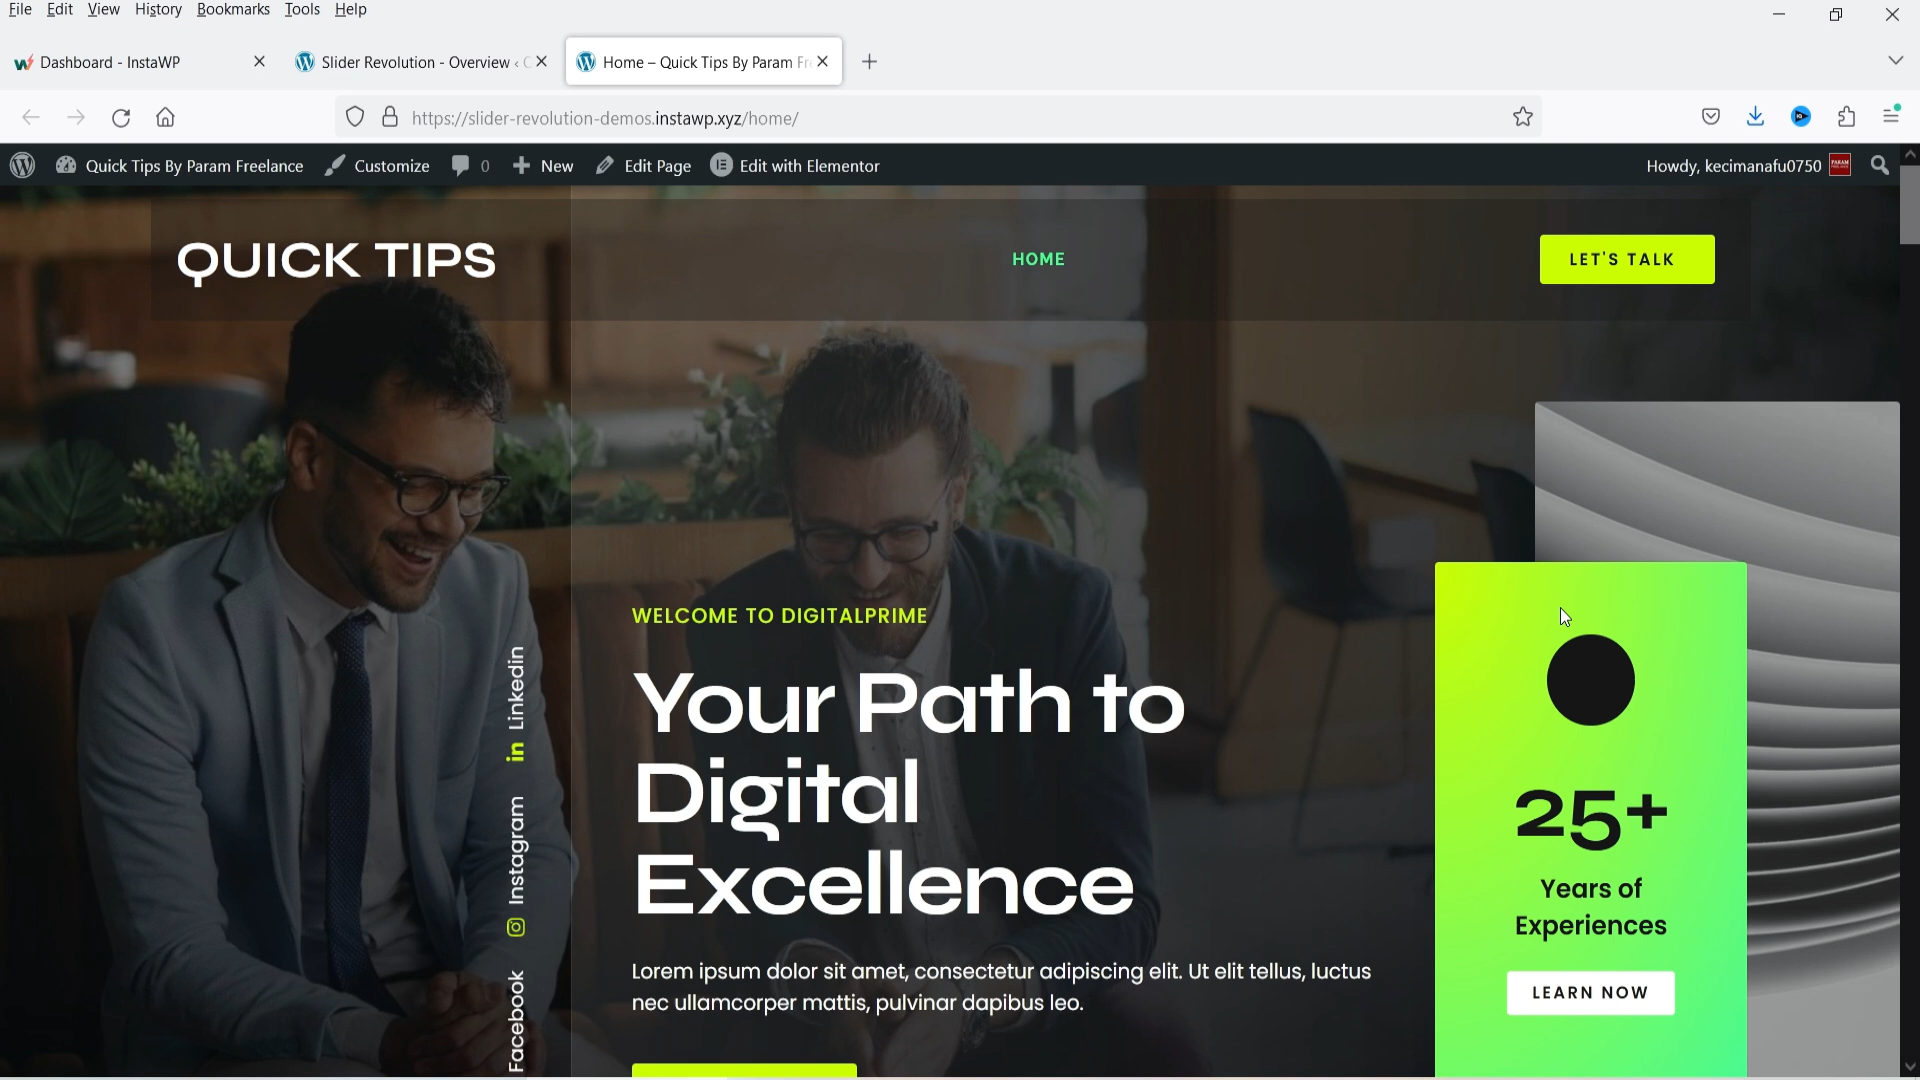 File Edit View History Bookmarks Tools Help
Dashboard - InstaWP
Slider Revolution - Overview ‹
Home – Quick Tips By Param
https://slider-revolution-demos.instawp.xyz/home/
Quick Tips By Param Freelance
Customize
0
New
Edit Page
Edit with Elementor
Howdy, kecimanafu0750
QUICK TIPS
HOME
LET'S TALK
WELCOME TO DIGITALPRIME
Your Path to
Digital
Excellence
Lorem ipsum dolor sit amet, consectetur adipiscing elit. Ut elit tellus, luctus
nec ullamcorper mattis, pulvinar dapibus leo.
Linkedin
Instagram
Facebook
25+
Years of
Experiences
LEARN NOW